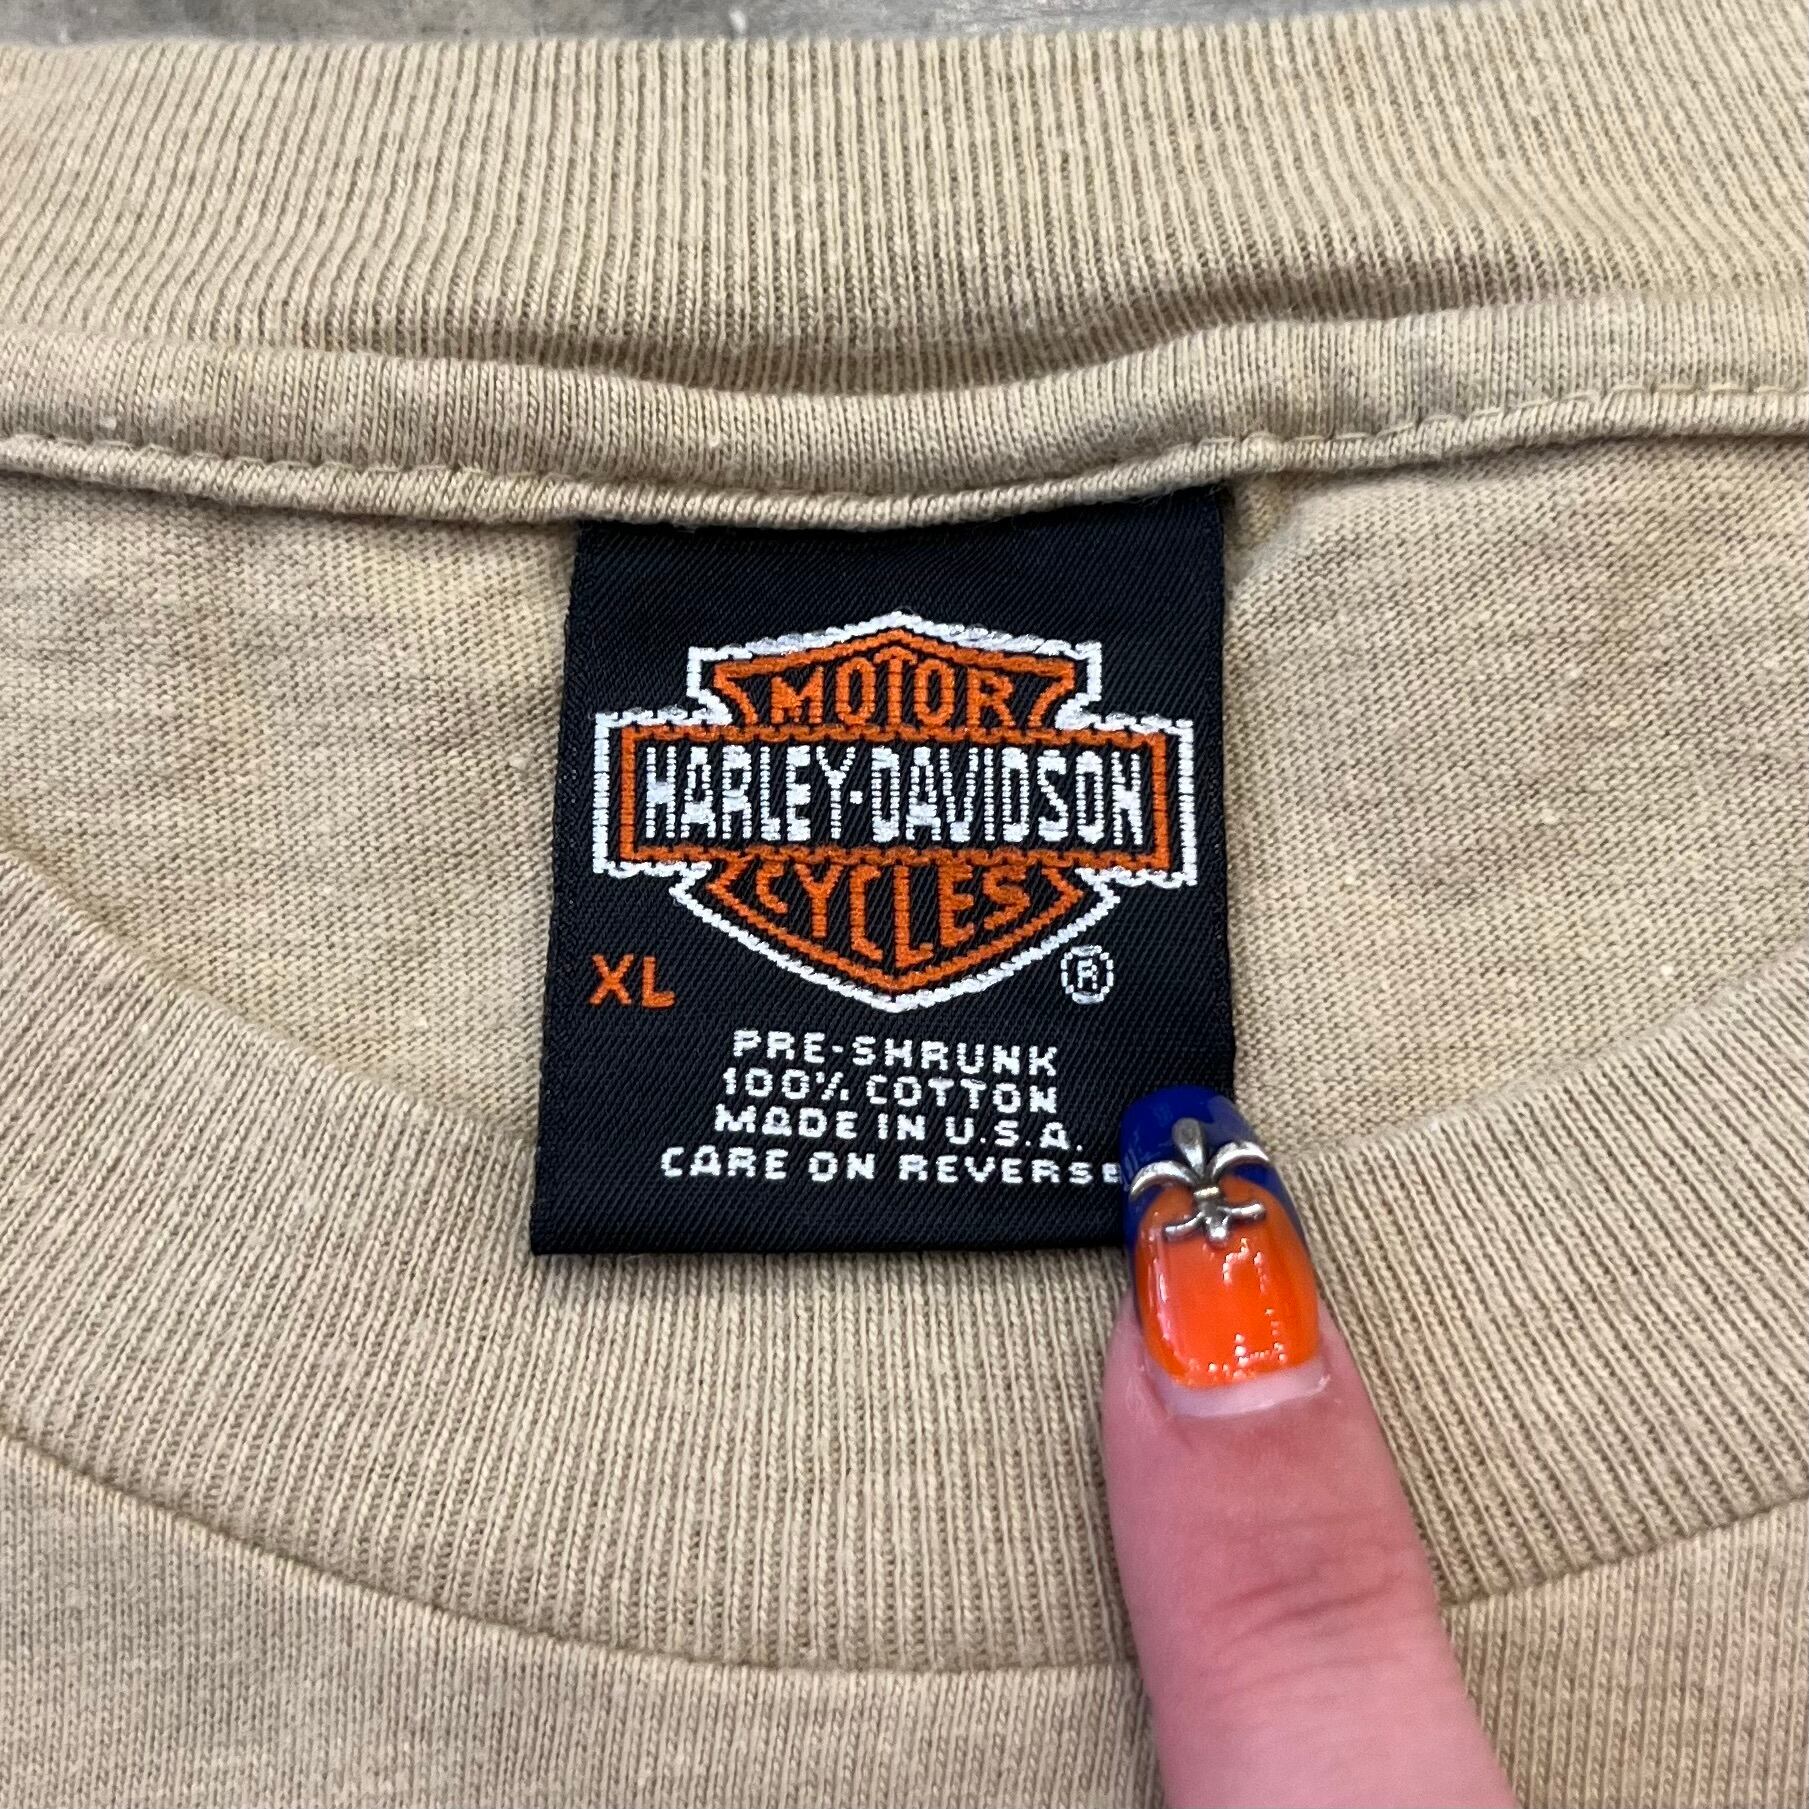 MOTOR
HARLEY-DAVIDSON
CYCLES
XL
®
PRE-SHRUNK
100% COTTON
MADE IN U.S.A.
CARE ON REVERSE